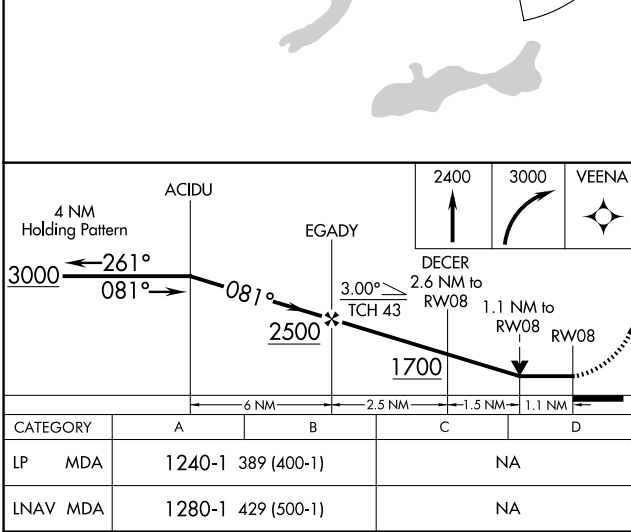 2400 3000 VEENA
ACIDU
4 NM
Holding Pattern
EGADY
DECER
2.6 NM to
RW08
1.1 NM to
RW08
RW08
3000
261°
081°
081°
3.00°
TCH 43
2500
1700
6 NM 2.5 NM 1.5 NM 1.1 NM
CATEGORY A B C D
LP MDA 1240-1 389 (400-1) NA
LNAV MDA 1280-1 429 (500-1) NA